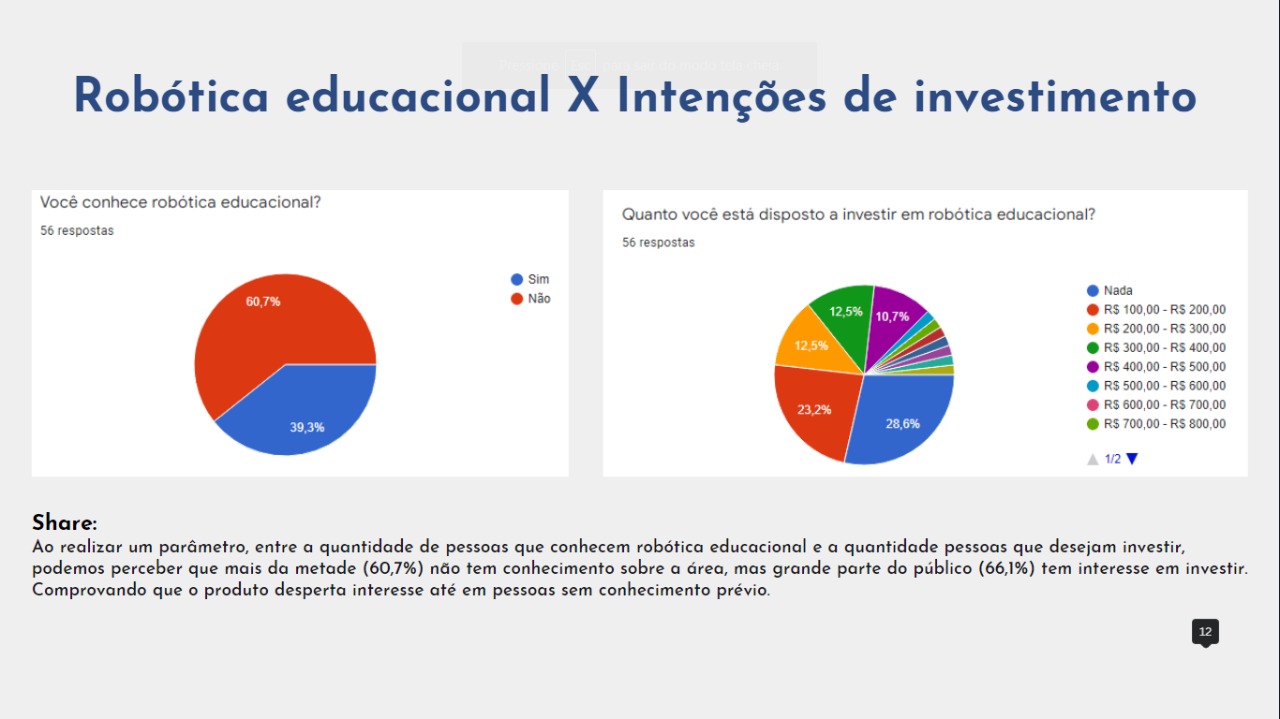 Robótica educacional X Intenções de investimento
Você conhece robótica educacional?
56 respostas
60,7%
39,3%
Sim
Não
Quanto você está disposto a investir em robótica educacional?
56 respostas
12,5%
10,7%
12,5%
23,2%
28,6%
Nada
R$ 100,00 - R$ 200,00
R$ 200,00 - R$ 300,00
R$ 300,00 - R$ 400,00
R$ 400,00 - R$ 500,00
R$ 500,00 - R$ 600,00
R$ 600,00 - R$ 700,00
R$ 700,00 - R$ 800,00
1/2
Share:
Ao realizar um parâmetro, entre a quantidade de pessoas que conhecem robótica educacional e a quantidade pessoas que desejam investir,
podemos perceber que mais da metade (60,7%) não tem conhecimento sobre a área, mas grande parte do público (66,1%) tem interesse em investir.
Comprovando que o produto desperta interesse até em pessoas sem conhecimento prévio.
12